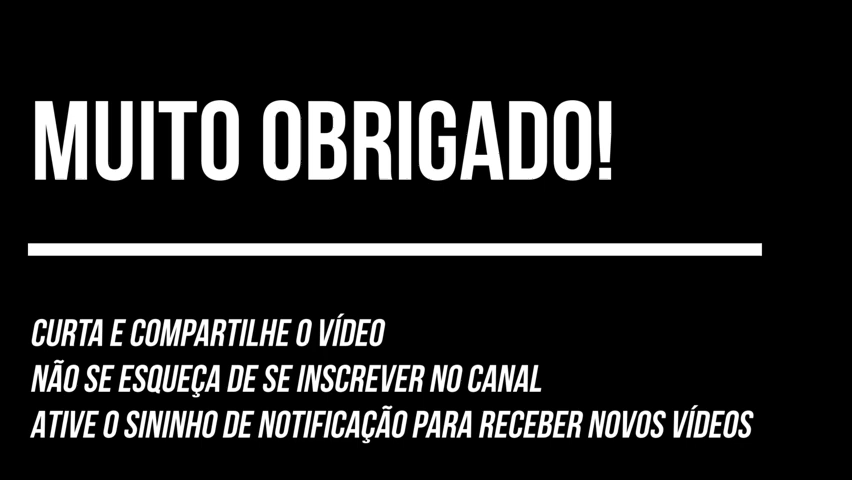 MUITO OBRIGADO!
CURTA E COMPARTILHE O VÍDEO
NÃO SE ESQUEÇA DE SE INSCREVER NO CANAL
ATIVE O SININHO DE NOTIFICAÇÃO PARA RECEBER NOVOS VÍDEOS